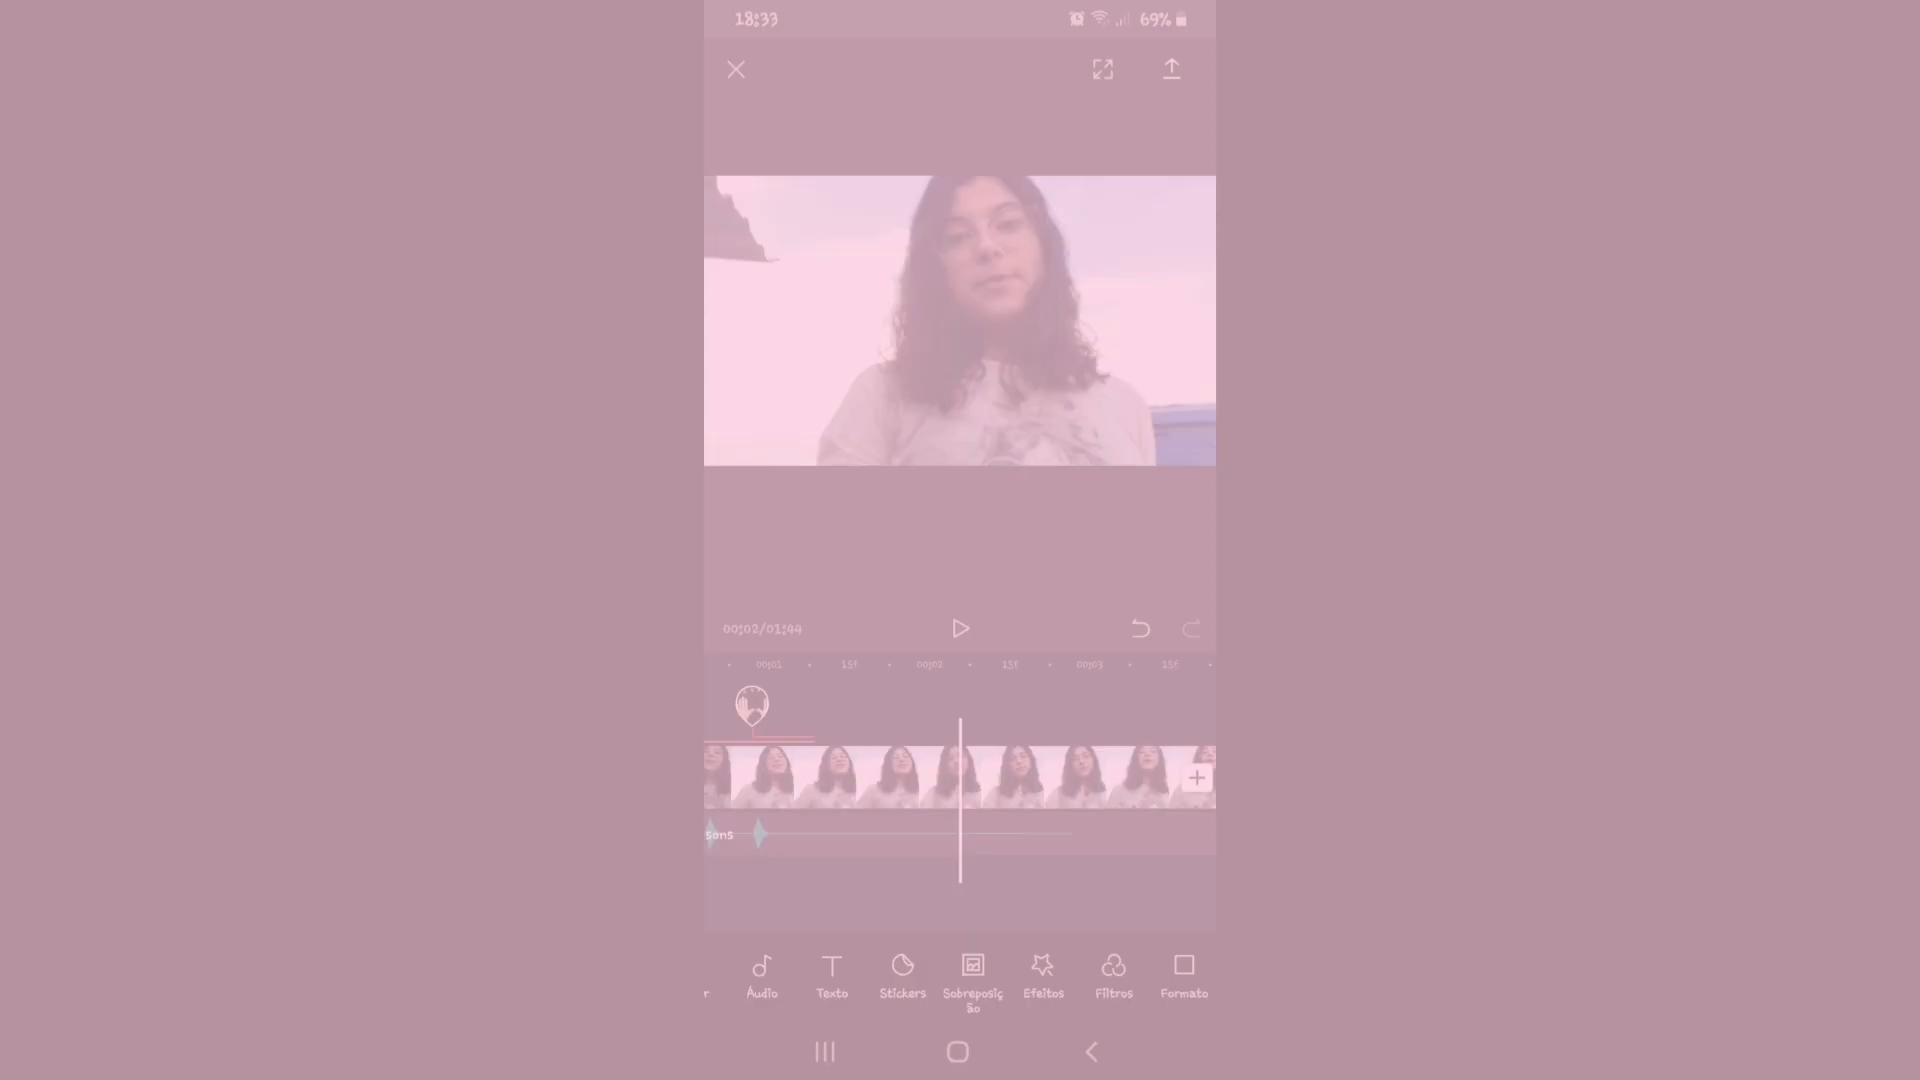 18:33
69%
00:02/01:44
00:01 15f 00:02 15f 00:03 15f
sons
r Áudio Texto Stickers Sobreposiç Efeitos Filtros Formato
ão